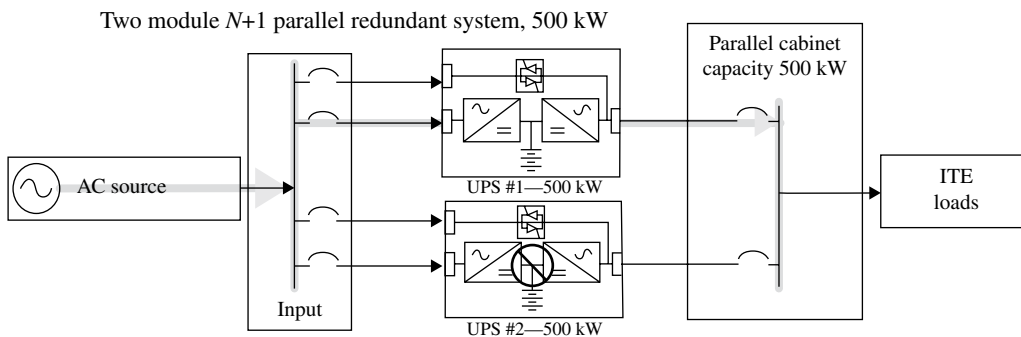 Two module N+1 parallel redundant system, 500 kW
Parallel cabinet
capacity 500 kW
AC source
UPS #1—500 kW
ITE
loads
Input
UPS #2—500 kW